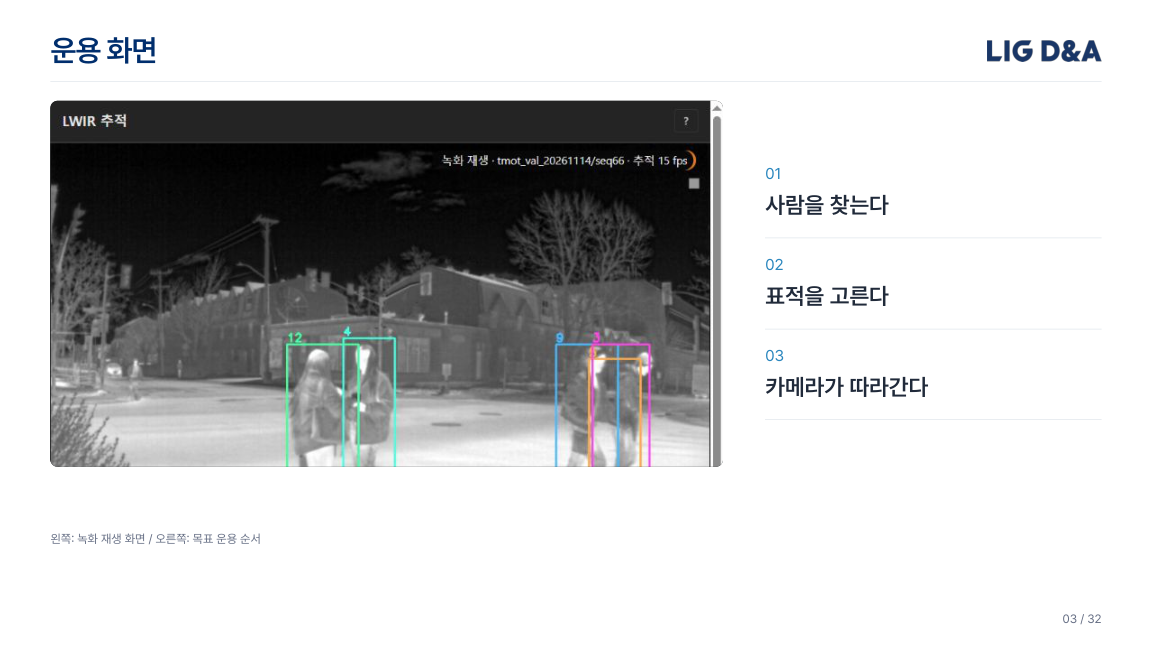 운용 화면
LIG D&A
LWIR 추적
?
녹화 재생 · tmot_val_20261114/seq66 · 추적 15 fps
12
4
9
3
01
사람을 찾는다
02
표적을 고른다
03
카메라가 따라간다
왼쪽: 녹화 재생 화면 / 오른쪽: 목표 운용 순서
03 / 32